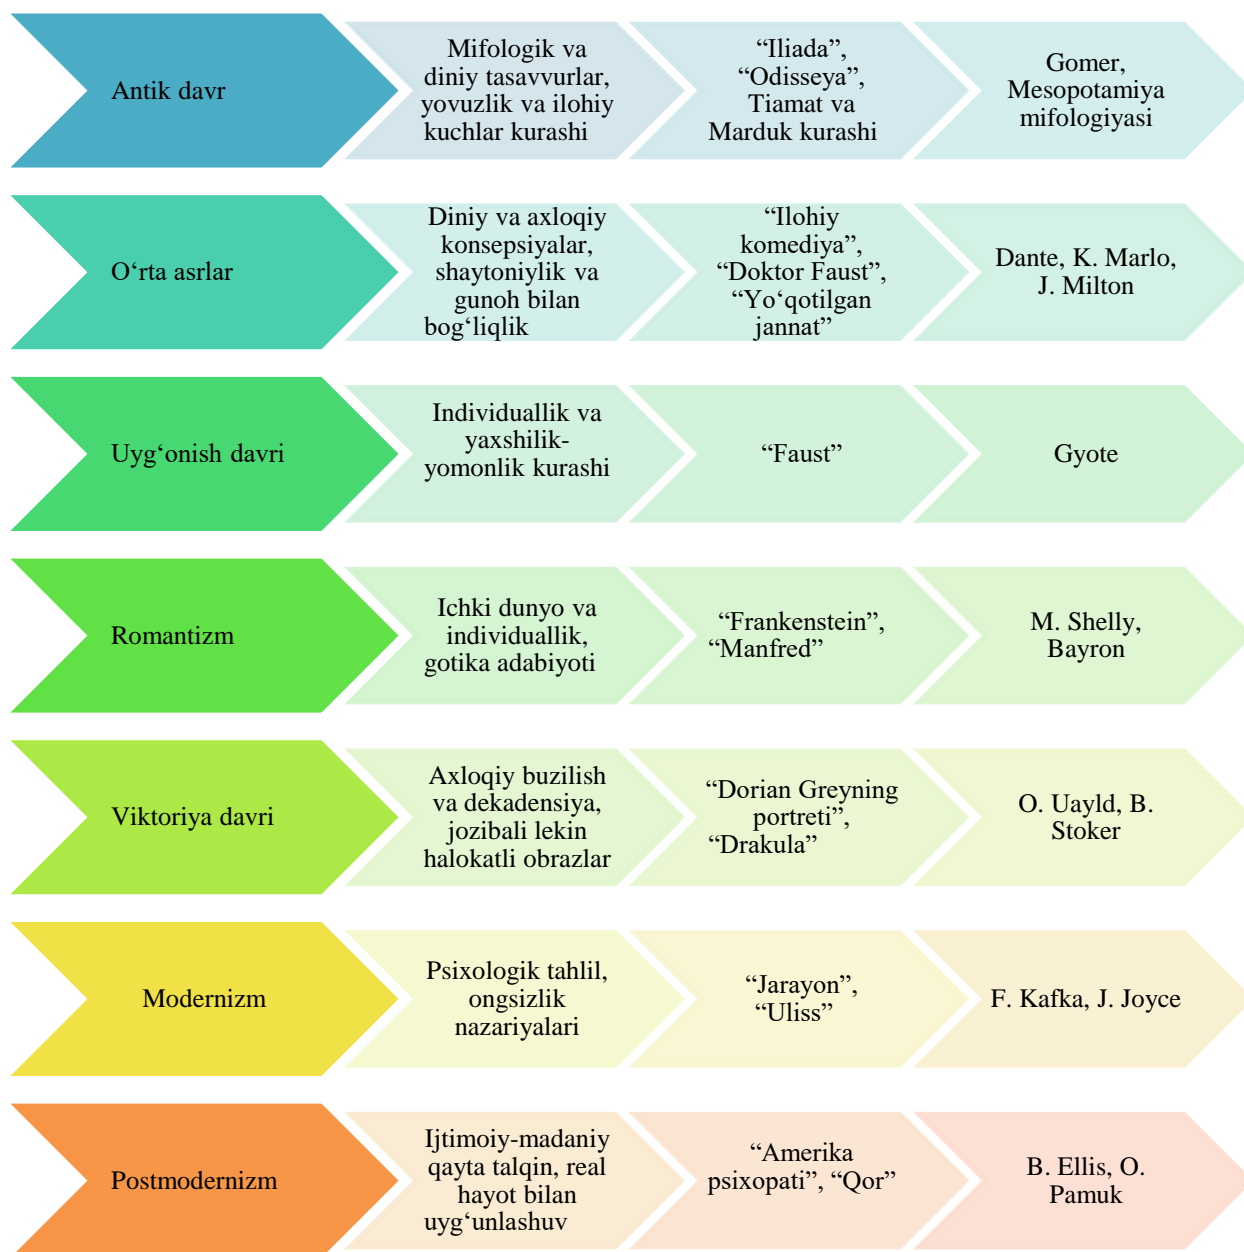 Antik davr
Mifologik va
diniy tasavvurlar,
yovuzlik va ilohiy
kuchlar kurashi
“Iliada”,
“Odisseya”,
Tiamat va
Marduk kurashi
Gomer,
Mesopotamiya
mifologiyasi
O‘rta asrlar
Diniy va axloqiy
konsepsiyalar,
shaytoniylik va
gunoh bilan
bog‘liqlik
“Ilohiy
komediya”,
“Doktor Faust”,
“Yo‘qotilgan
jannat”
Dante, K. Marlo,
J. Milton
Uyg‘onish davri
Individuallik va
yaxshilik-
yomonlik kurashi
“Faust”
Gyote
Romantizm
Ichki dunyo va
individuallik,
gotika adabiyoti
“Frankenstein”,
“Manfred”
M. Shelly,
Bayron
Viktoriya davri
Axloqiy buzilish
va dekadensiya,
jozibali lekin
halokatli obrazlar
“Dorian Greyning
portreti”,
“Drakula”
O. Uayld, B.
Stoker
Modernizm
Psixologik tahlil,
ongsizlik
nazariyalari
“Jarayon”,
“Uliss”
F. Kafka, J. Joyce
Postmodernizm
Ijtimoiy-madaniy
qayta talqin, real
hayot bilan
uyg‘unlashuv
“Amerika
psixopati”, “Qor”
B. Ellis, O.
Pamuk